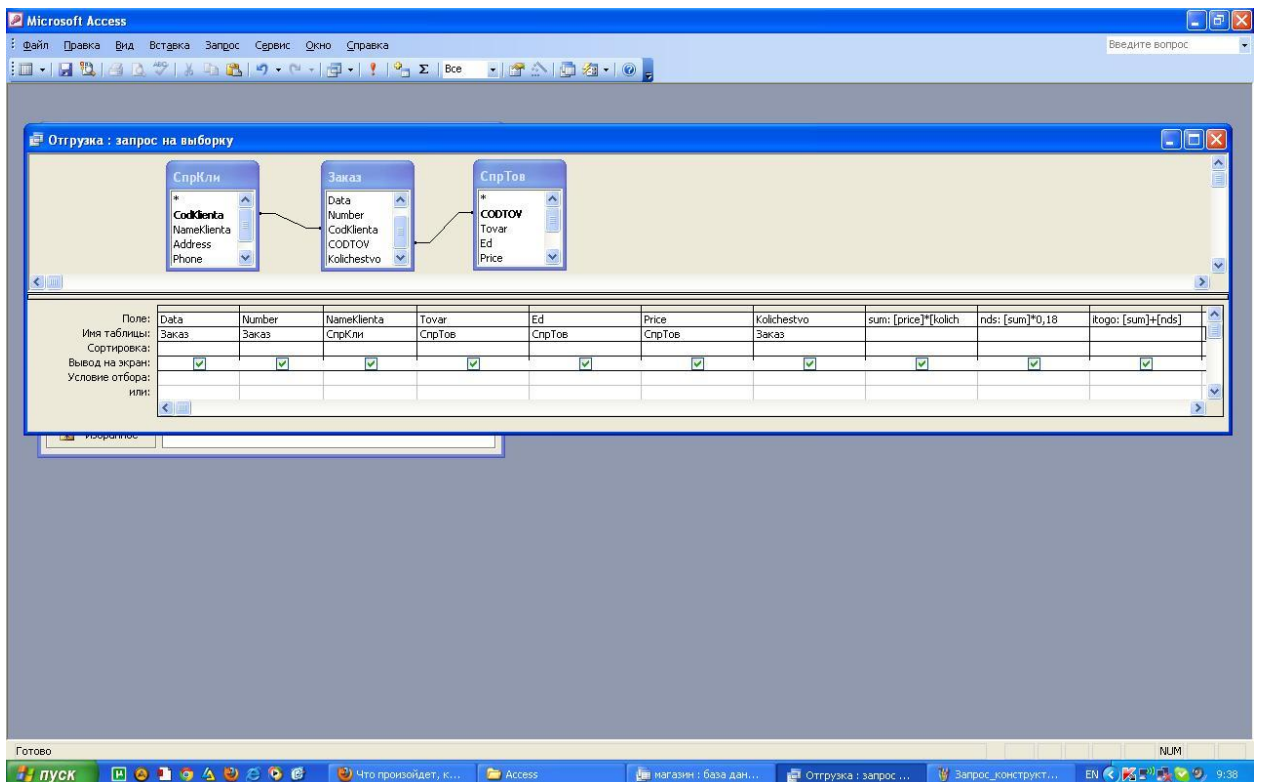 Microsoft Access
Файл Правка Вид Вставка Запрос Сервис Окно Справка Введите вопрос
Все
Отгрузка : запрос на выборку
СпрКли Заказ СпрТов
* Data *
CodKlienta Number CODTOV
NameKlienta CodKlienta Tovar
Address CODTOV Ed
Phone Kolichestvo Price
Поле: Data Number NameKlienta Tovar Ed Price Kolichestvo sum: [price]*[kolich nds: [sum]*0,18 itogo: [sum]+[nds]
Имя таблицы: Заказ Заказ СпрКли СпрТов СпрТов СпрТов Заказ
Сортировка:
Вывод на экран:
Условие отбора:
или:
Избранное
Готово NUM
пуск Что произойдет, к... Access магазин : база дан... Отгрузка : запрос ... Запрос_конструкт... EN 9:38